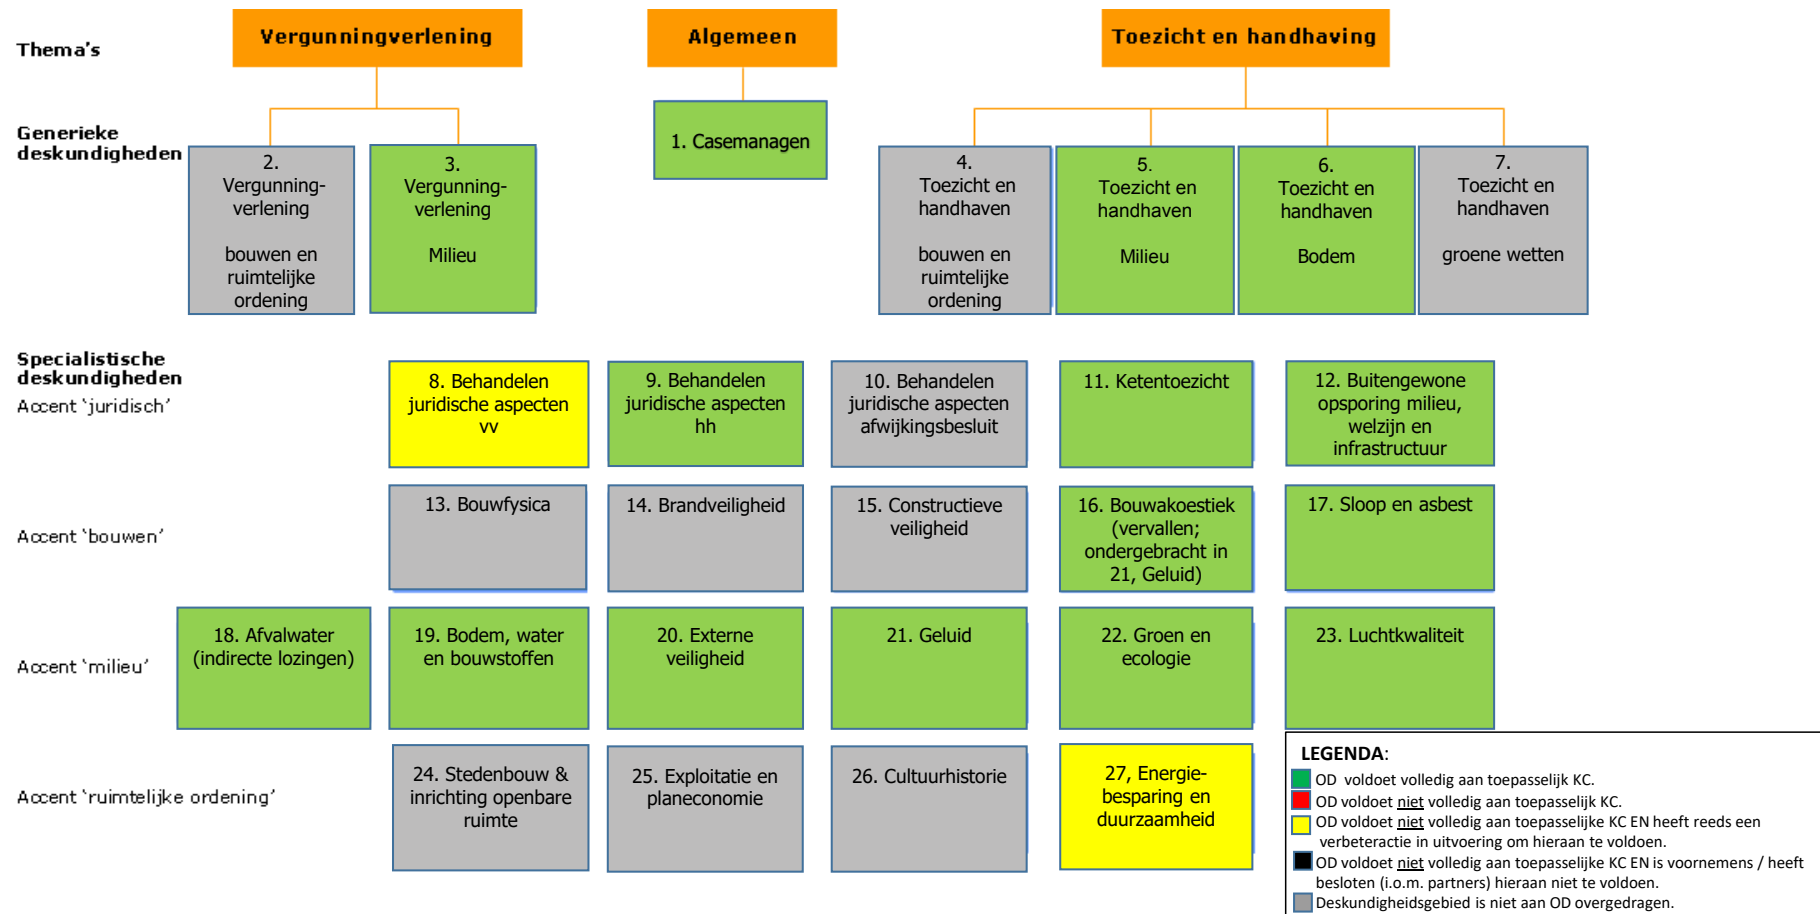 Thema's
Vergunningverlening
Algemeen
Toezicht en handhaving
Generieke
deskundigheden
1. Casemanagen
2.
Vergunning-
verlening
bouwen en
ruimtelijke
ordening
3.
Vergunning-
verlening
Milieu
4.
Toezicht en
handhaven
bouwen en
ruimtelijke
ordening
5.
Toezicht en
handhaven
Milieu
6.
Toezicht en
handhaven
Bodem
7.
Toezicht en
handhaven
groene wetten
Specialistische
deskundigheden
Accent 'juridisch'
8. Behandelen
juridische aspecten
vv
9. Behandelen
juridische aspecten
hh
10. Behandelen
juridische aspecten
afwijkingsbesluit
11. Ketentoezicht
12. Buitengewone
opsporing milieu,
welzijn en
infrastructuur
Accent 'bouwen'
13. Bouwfysica
14. Brandveiligheid
15. Constructieve
veiligheid
16. Bouwakoestiek
(vervallen;
ondergebracht in
21, Geluid)
17. Sloop en asbest
Accent 'milieu'
18. Afvalwater
(indirecte lozingen)
19. Bodem, water
en bouwstoffen
20. Externe
veiligheid
21. Geluid
22. Groen en
ecologie
23. Luchtkwaliteit
Accent 'ruimtelijke ordening'
24. Stedenbouw &
inrichting openbare
ruimte
25. Exploitatie en
planeconomie
26. Cultuurhistorie
27, Energie-
besparing en
duurzaamheid
LEGENDA:
OD voldoet volledig aan toepasselijk KC.
OD voldoet niet volledig aan toepasselijk KC.
OD voldoet niet volledig aan toepasselijke KC EN heeft reeds een
verbeteractie in uitvoering om hieraan te voldoen.
OD voldoet niet volledig aan toepasselijke KC EN is voornemens / heeft
besloten (i.o.m. partners) hieraan niet te voldoen.
Deskundigheidsgebied is niet aan OD overgedragen.